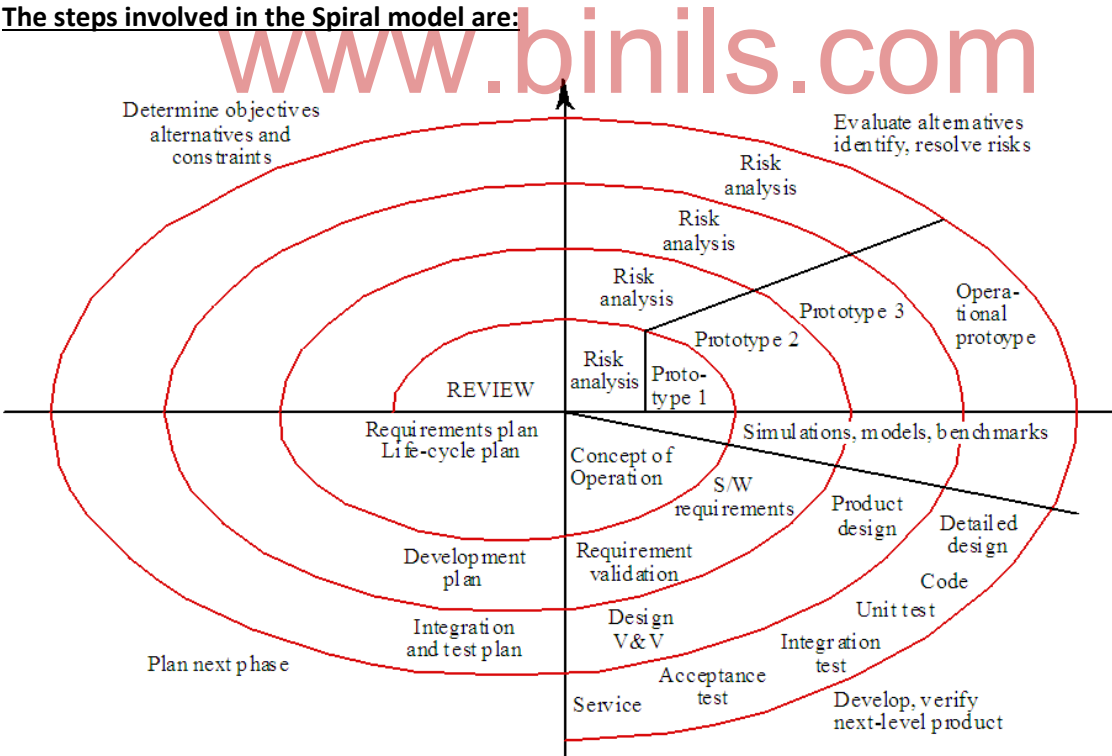 The steps involved in the Spiral model are:
www.binils.com
Determine objectives
alternatives and
constraints
Evaluate alternatives
identify, resolve risks
Risk
analysis
Risk
analysis
Risk
analysis
Risk
analysis
REVIEW
Proto-
type 1
Prototype 2
Prototype 3
Opera-
tional
protoype
Requirements plan
Life-cycle plan
Concept of
Operation
Simulations, models, benchmarks
S/W
requirements
Product
design
Detailed
design
Development
plan
Requirement
validation
Code
Unit test
Integration
and test plan
Design
V&V
Integration
test
Plan next phase
Acceptance
test
Service
Develop, verify
next-level product